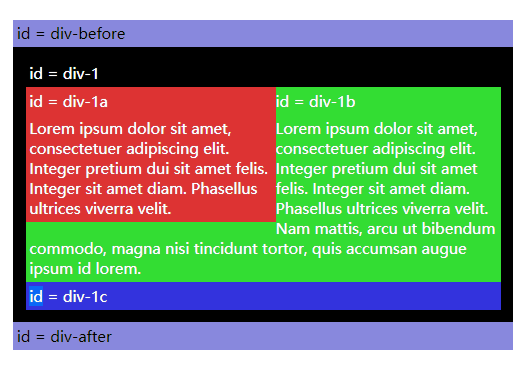 id = div-before
id = div-1
id = div-1a
Lorem ipsum dolor sit amet,
consectetuer adipiscing elit.
Integer pretium dui sit amet felis.
Integer sit amet diam. Phasellus
ultrices viverra velit.
id = div-1b
Lorem ipsum dolor sit amet,
consectetuer adipiscing elit.
Integer pretium dui sit amet
felis. Integer sit amet diam.
Phasellus ultrices viverra velit.
Nam mattis, arcu ut bibendum
commodo, magna nisi tincidunt tortor, quis accumsan augue
ipsum id lorem.
id = div-1c
id = div-after